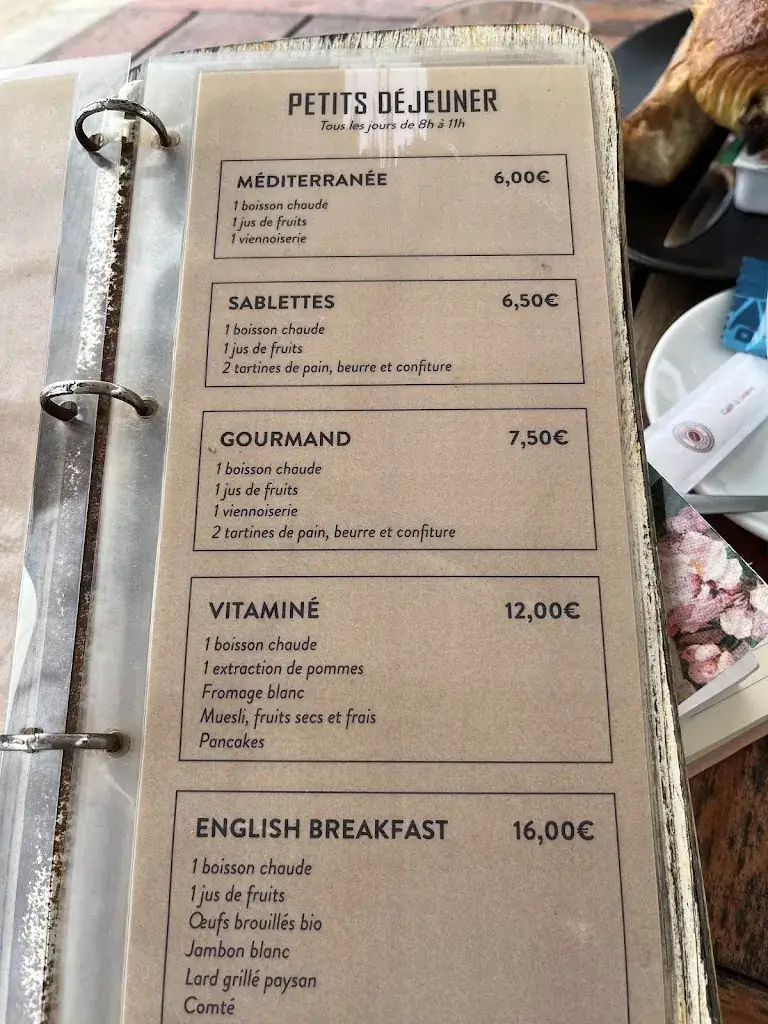 PETITS DÉJEUNER
Tous les jours de 8h à 11h
MÉDITERRANÉE 6,00€
1 boisson chaude
1 jus de fruits
1 viennoiserie
SABLETTES 6,50€
1 boisson chaude
1 jus de fruits
2 tartines de pain, beurre et confiture
GOURMAND 7,50€
1 boisson chaude
1 jus de fruits
1 viennoiserie
2 tartines de pain, beurre et confiture
VITAMINÉ 12,00€
1 boisson chaude
1 extraction de pommes
Fromage blanc
Muesli, fruits secs et frais
Pancakes
ENGLISH BREAKFAST 16,00€
1 boisson chaude
1 jus de fruits
Œufs brouillés bio
Jambon blanc
Lard grillé paysan
Comté